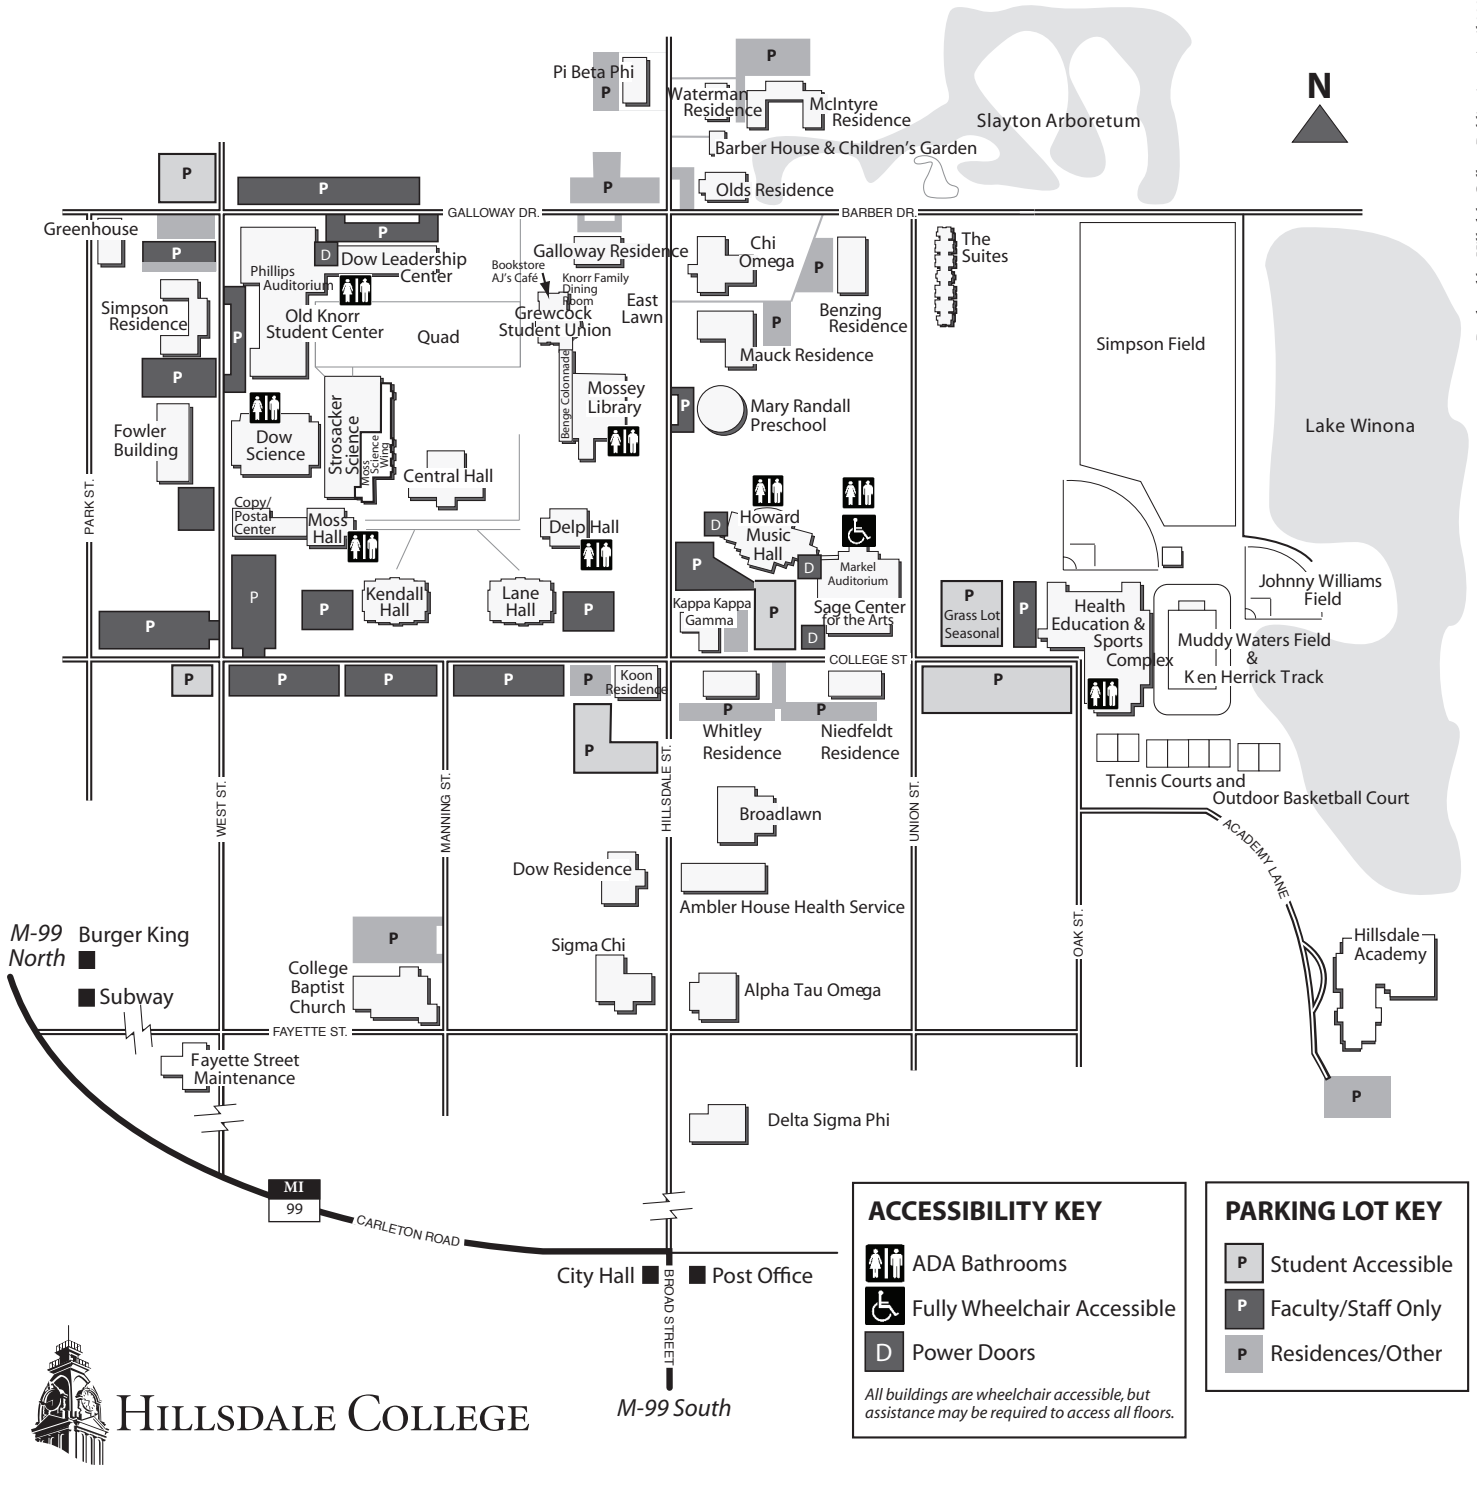 P
Pi Beta Phi
P
Waterman
Residence
McIntyre
Residence
N
Slayton Arboretum
Barber House & Children's Garden
P
P
P
Olds Residence
GALLOWAY DR.
BARBER DR.
Greenhouse
P
P
D
Dow Leadership
Center
Galloway Residence
Chi
Omega
P
The
Suites
Phillips
Auditorium
Bookstore
AJ's Café
Knorr Family
Dining
Room
East
Lawn
Simpson
Residence
P
Old Knorr
Student Center
Quad
Grewcock
Student Union
P
Benzing
Residence
Mauck Residence
Simpson Field
P
Benge Colonnade
Mossey
Library
P
Mary Randall
Preschool
Lake Winona
Fowler
Building
Dow
Science
Strosacker
Science
Moss
Science
Wing
Central Hall
PARK ST.
Copy/
Postal
Center
Moss
Hall
Delp Hall
D
Howard
Music
Hall
P
D
Markel
Auditorium
P
P
Kendall
Hall
Lane
Hall
P
Kappa Kappa
Gamma
P
Sage Center
for the Arts
D
P
Grass Lot
Seasonal
P
Health
Education &
Sports
Complex
Johnny Williams
Field
Muddy Waters Field
&
Ken Herrick Track
P
COLLEGE ST
P
P
P
P
P
Koon
Residence
P
P
P
Whitley
Residence
Niedfeldt
Residence
P
Tennis Courts and
Outdoor Basketball Court
WEST ST.
MANNING ST.
HILLSDALE ST.
UNION ST.
Broadlawn
ACADEMY LANE
Dow Residence
Ambler House Health Service
OAK ST.
M-99
North
Burger King
Subway
P
College
Baptist
Church
Sigma Chi
Alpha Tau Omega
Hillsdale
Academy
FAYETTE ST.
Fayette Street
Maintenance
P
Delta Sigma Phi
MI
99
CARLETON ROAD
City Hall
Post Office
BROAD STREET
M-99 South
ACCESSIBILITY KEY
ADA Bathrooms
Fully Wheelchair Accessible
D Power Doors
All buildings are wheelchair accessible, but
assistance may be required to access all floors.
PARKING LOT KEY
P Student Accessible
P Faculty/Staff Only
P Residences/Other
HILLSDALE COLLEGE